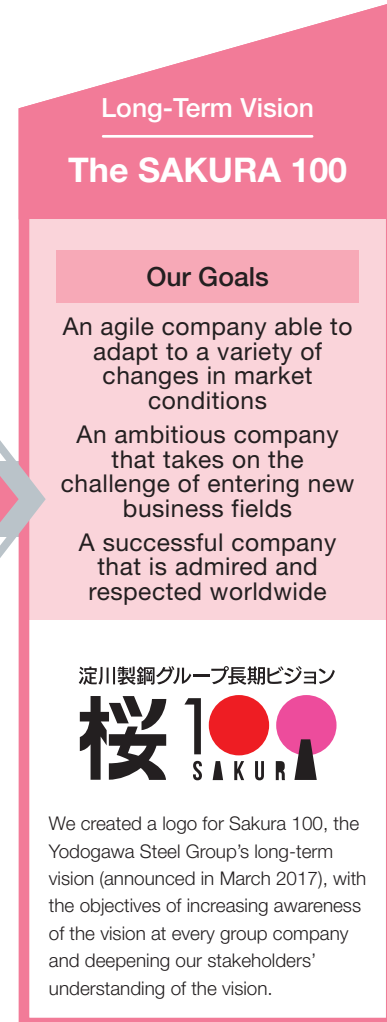 Long-Term Vision
The SAKURA 100
Our Goals
An agile company able to
adapt to a variety of
changes in market
conditions
An ambitious company
that takes on the
challenge of entering new
business fields
A successful company
that is admired and
respected worldwide
淀川製鋼グループ長期ビジョン
桜100
SAKURA
We created a logo for Sakura 100, the
Yodogawa Steel Group’s long-term
vision (announced in March 2017), with
the objectives of increasing awareness
of the vision at every group company
and deepening our stakeholders’
understanding of the vision.